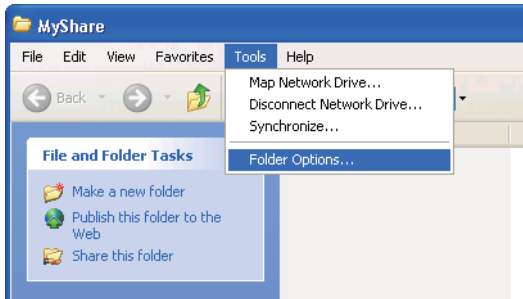 MyShare
File Edit View Favorites Tools Help
Map Network Drive...
Disconnect Network Drive...
Synchronize...
Folder Options...
Back
File and Folder Tasks
Make a new folder
Publish this folder to the
Web
Share this folder